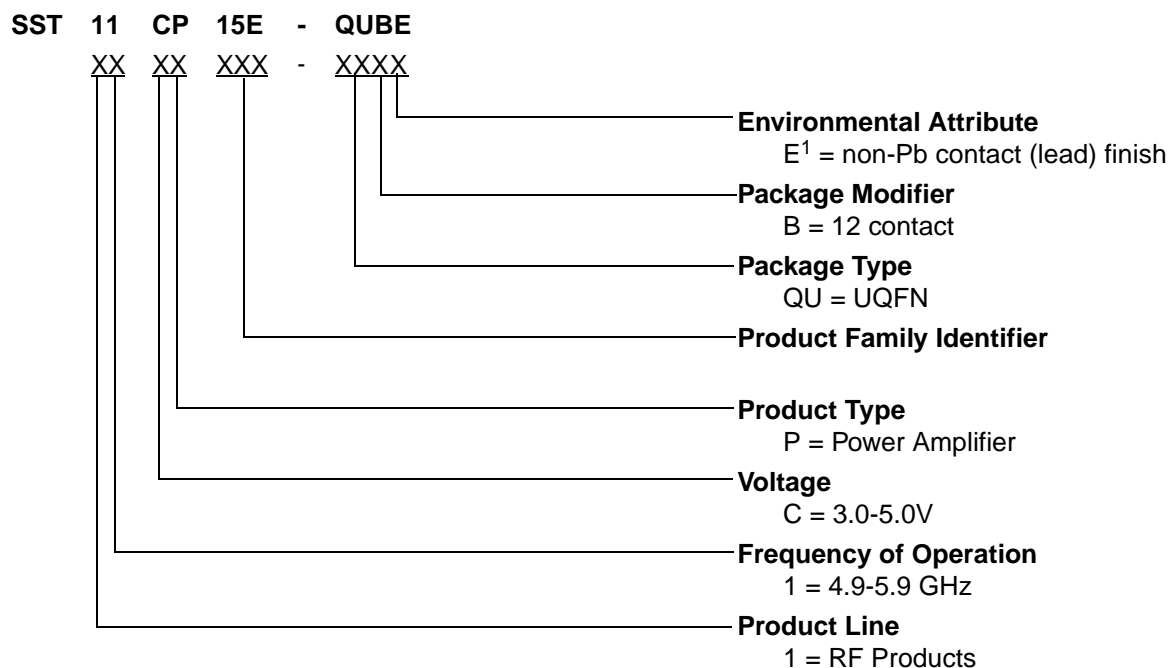 SST 11 CP 15E - QUBE
XX XX XXX - XXXX
Environmental Attribute
E¹ = non-Pb contact (lead) finish
Package Modifier
B = 12 contact
Package Type
QU = UQFN
Product Family Identifier
Product Type
P = Power Amplifier
Voltage
C = 3.0-5.0V
Frequency of Operation
1 = 4.9-5.9 GHz
Product Line
1 = RF Products